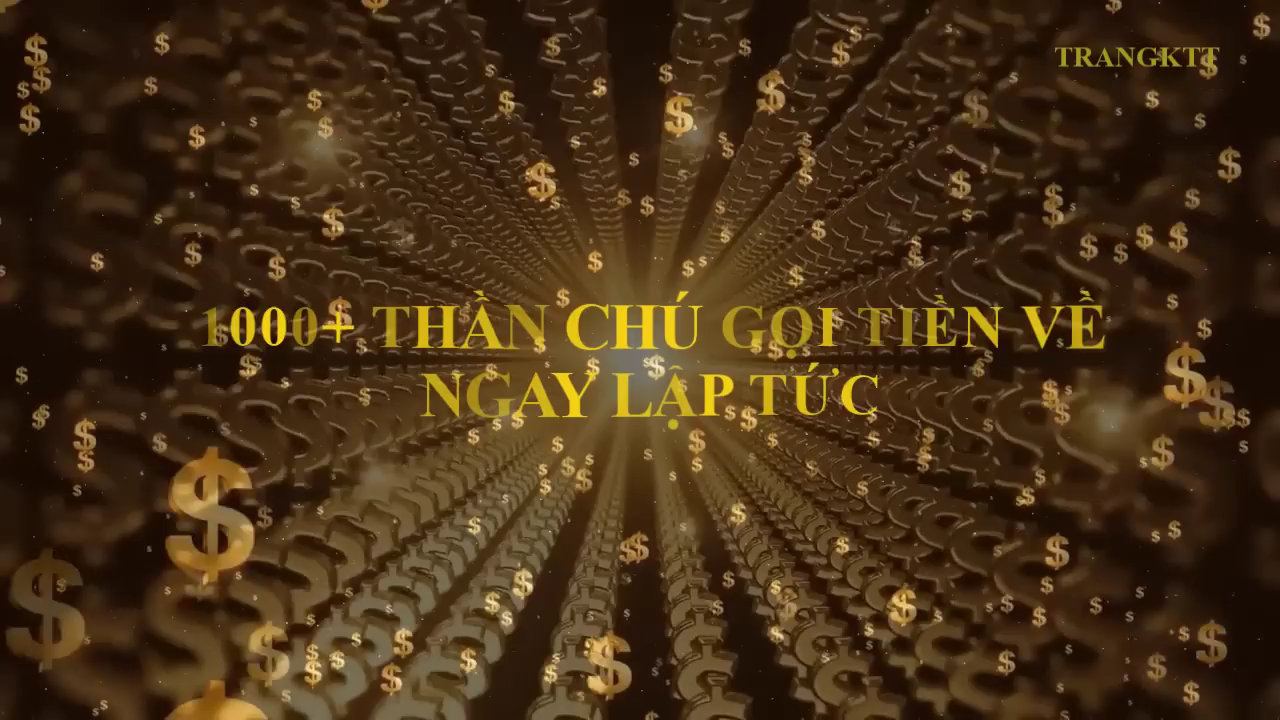 TRANGKTT
1000+ THẦN CHÚ GỌI TIỀN VỀ
NGAY LẬP TỨC